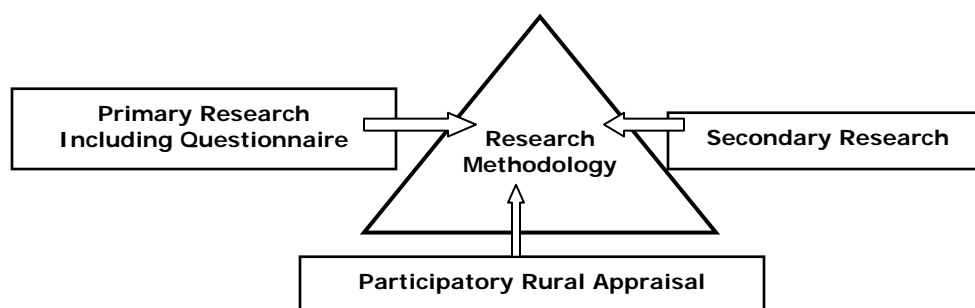 Primary Research
Including Questionnaire
Research
Methodology
Secondary Research
Participatory Rural Appraisal